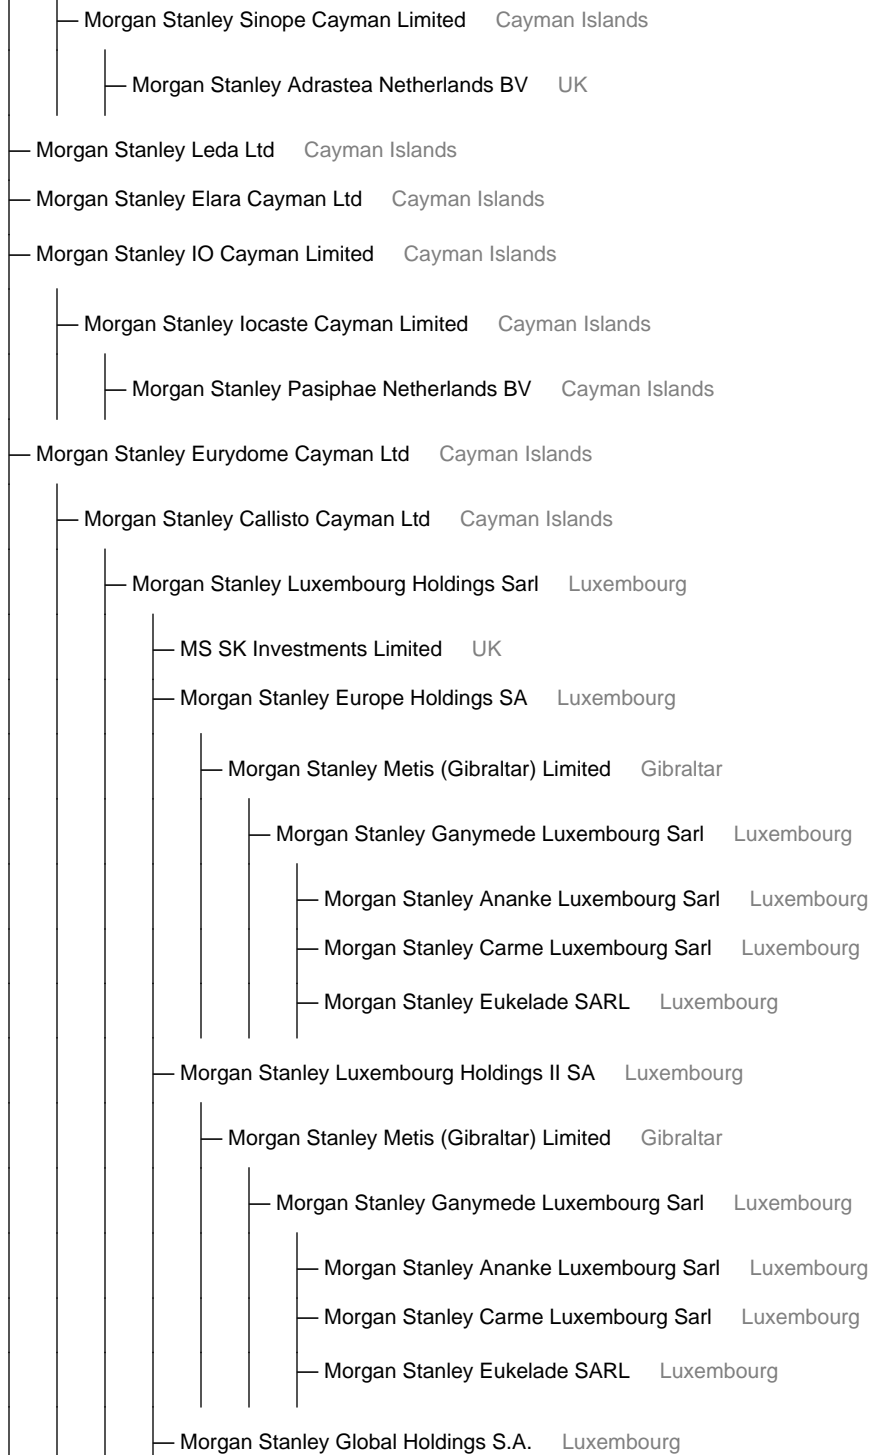 Morgan Stanley Sinope Cayman Limited Cayman Islands
Morgan Stanley Adrastea Netherlands BV UK
Morgan Stanley Leda Ltd Cayman Islands
Morgan Stanley Elara Cayman Ltd Cayman Islands
Morgan Stanley IO Cayman Limited Cayman Islands
Morgan Stanley Iocaste Cayman Limited Cayman Islands
Morgan Stanley Pasiphae Netherlands BV Cayman Islands
Morgan Stanley Eurydome Cayman Ltd Cayman Islands
Morgan Stanley Callisto Cayman Ltd Cayman Islands
Morgan Stanley Luxembourg Holdings Sarl Luxembourg
MS SK Investments Limited UK
Morgan Stanley Europe Holdings SA Luxembourg
Morgan Stanley Metis (Gibraltar) Limited Gibraltar
Morgan Stanley Ganymede Luxembourg Sarl Luxembourg
Morgan Stanley Ananke Luxembourg Sarl Luxembourg
Morgan Stanley Carme Luxembourg Sarl Luxembourg
Morgan Stanley Eukelade SARL Luxembourg
Morgan Stanley Luxembourg Holdings II SA Luxembourg
Morgan Stanley Metis (Gibraltar) Limited Gibraltar
Morgan Stanley Ganymede Luxembourg Sarl Luxembourg
Morgan Stanley Ananke Luxembourg Sarl Luxembourg
Morgan Stanley Carme Luxembourg Sarl Luxembourg
Morgan Stanley Eukelade SARL Luxembourg
Morgan Stanley Global Holdings S.A. Luxembourg